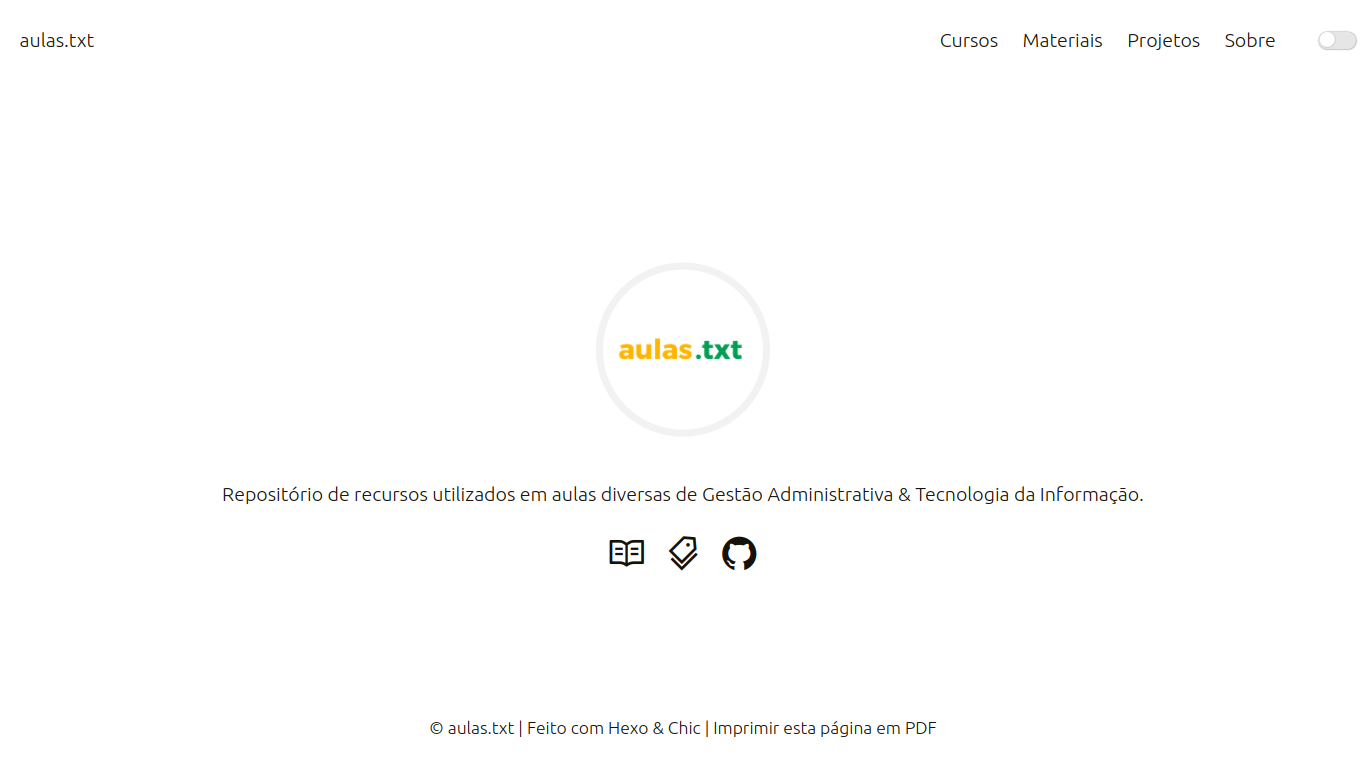 aulas.txt
Cursos Materiais Projetos Sobre
aulas.txt
Repositório de recursos utilizados em aulas diversas de Gestão Administrativa & Tecnologia da Informação.
© aulas.txt | Feito com Hexo & Chic | Imprimir esta página em PDF